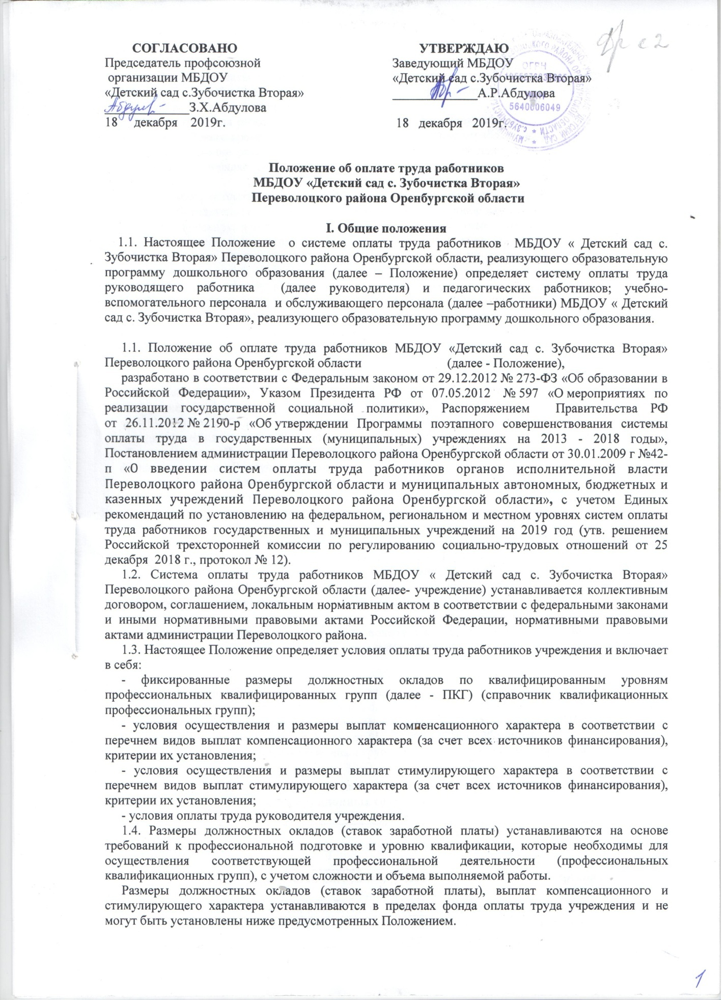 СОГЛАСОВАНО
Председатель профсоюзной
организации МБДОУ
«Детский сад с.Зубочистка Вторая»
_____________З.Х.Абдулова
18 декабря 2019г.
УТВЕРЖДАЮ
Заведующий МБДОУ
«Детский сад с.Зубочистка Вторая»
_____________А.Р.Абдулова
18 декабря 2019г.
ОГРН
5640006049
Положение об оплате труда работников
МБДОУ «Детский сад с. Зубочистка Вторая»
Переволоцкого района Оренбургской области
I. Общие положения
1.1. Настоящее Положение о системе оплаты труда работников МБДОУ « Детский сад с.
Зубочистка Вторая» Переволоцкого района Оренбургской области, реализующего образовательную
программу дошкольного образования (далее – Положение) определяет систему оплаты труда
руководящего работника (далее руководителя) и педагогических работников; учебно-
вспомогательного персонала и обслуживающего персонала (далее –работники) МБДОУ « Детский
сад с. Зубочистка Вторая», реализующего образовательную программу дошкольного образования.
1.1. Положение об оплате труда работников МБДОУ «Детский сад с. Зубочистка Вторая»
Переволоцкого района Оренбургской области (далее - Положение),
разработано в соответствии с Федеральным законом от 29.12.2012 № 273-ФЗ «Об образовании в
Российской Федерации», Указом Президента РФ от 07.05.2012 № 597 «О мероприятиях по
реализации государственной социальной политики», Распоряжением Правительства РФ
от 26.11.2012 № 2190-р «Об утверждении Программы поэтапного совершенствования системы
оплаты труда в государственных (муниципальных) учреждениях на 2013 - 2018 годы»,
Постановлением администрации Переволоцкого района Оренбургской области от 30.01.2009 г №42-
п «О введении систем оплаты труда работников органов исполнительной власти
Переволоцкого района Оренбургской области и муниципальных автономных, бюджетных и
казенных учреждений Переволоцкого района Оренбургской области», с учетом Единых
рекомендаций по установлению на федеральном, региональном и местном уровнях систем оплаты
труда работников государственных и муниципальных учреждений на 2019 год (утв. решением
Российской трехсторонней комиссии по регулированию социально-трудовых отношений от 25
декабря 2018 г., протокол № 12).
1.2. Система оплаты труда работников МБДОУ « Детский сад с. Зубочистка Вторая»
Переволоцкого района Оренбургской области (далее- учреждение) устанавливается коллективным
договором, соглашением, локальным нормативным актом в соответствии с федеральными законами
и иными нормативными правовыми актами Российской Федерации, нормативными правовыми
актами администрации Переволоцкого района.
1.3. Настоящее Положение определяет условия оплаты труда работников учреждения и включает
в себя:
- фиксированные размеры должностных окладов по квалифицированным уровням
профессиональных квалифицированных групп (далее - ПКГ) (справочник квалификационных
профессиональных групп);
- условия осуществления и размеры выплат компенсационного характера в соответствии с
перечнем видов выплат компенсационного характера (за счет всех источников финансирования),
критерии их установления;
- условия осуществления и размеры выплат стимулирующего характера в соответствии с
перечнем видов выплат стимулирующего характера (за счет всех источников финансирования),
критерии их установления;
- условия оплаты труда руководителя учреждения.
1.4. Размеры должностных окладов (ставок заработной платы) устанавливаются на основе
требований к профессиональной подготовке и уровню квалификации, которые необходимы для
осуществления соответствующей профессиональной деятельности (профессиональных
квалификационных групп), с учетом сложности и объема выполняемой работы.
Размеры должностных окладов (ставок заработной платы), выплат компенсационного и
стимулирующего характера устанавливаются в пределах фонда оплаты труда учреждения и не
могут быть установлены ниже предусмотренных Положением.
1